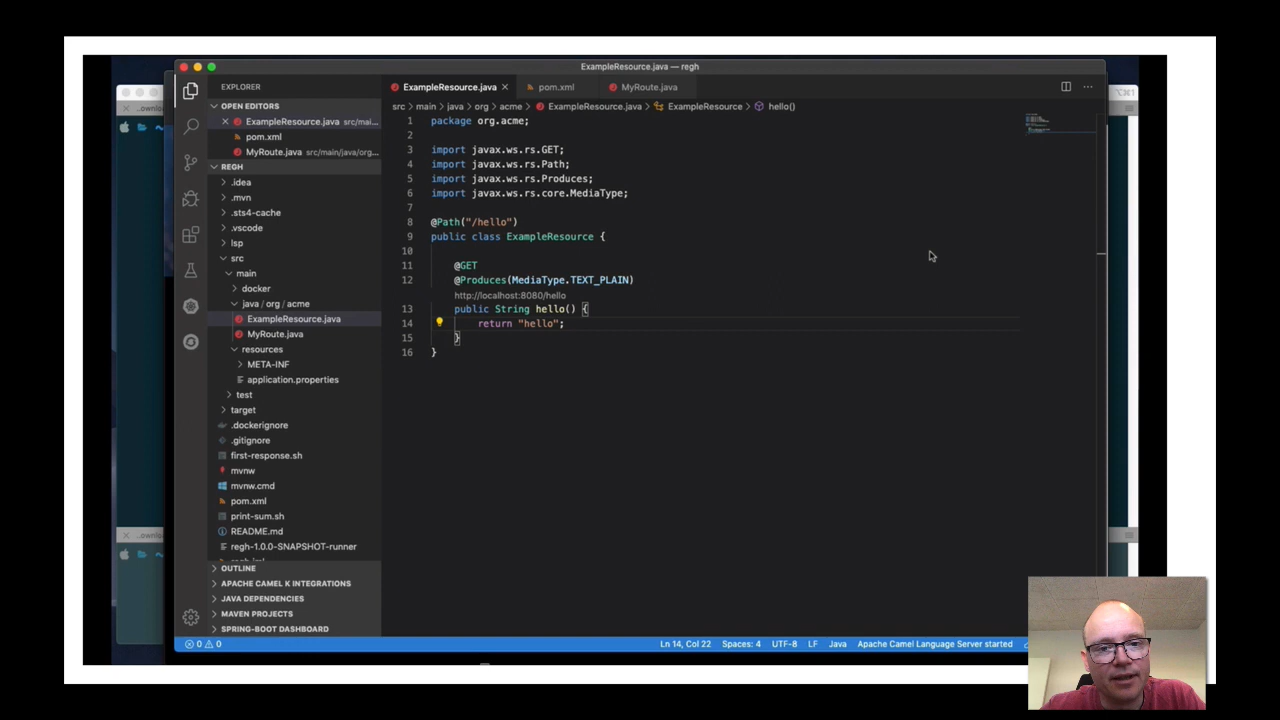 ExampleResource.java — regh
EXPLORER
OPEN EDITORS
ExampleResource.java src/mai...
pom.xml
MyRoute.java src/main/java/org...
REGH
.idea
.mvn
.sts4-cache
.vscode
lsp
src
main
docker
java / org / acme
ExampleResource.java
MyRoute.java
resources
META-INF
application.properties
test
target
.dockerignore
.gitignore
first-response.sh
mvnw
mvnw.cmd
pom.xml
print-sum.sh
README.md
regh-1.0.0-SNAPSHOT-runner
OUTLINE
APACHE CAMEL K INTEGRATIONS
JAVA DEPENDENCIES
MAVEN PROJECTS
SPRING-BOOT DASHBOARD
ExampleResource.java pom.xml MyRoute.java
src > main > java > org > acme > ExampleResource.java > ExampleResource > hello()
1 package org.acme;
2
3 import javax.ws.rs.GET;
4 import javax.ws.rs.Path;
5 import javax.ws.rs.Produces;
6 import javax.ws.rs.core.MediaType;
7
8 @Path("/hello")
9 public class ExampleResource {
10
11 @GET
12 @Produces(MediaType.TEXT_PLAIN)
http://localhost:8080/hello
13 public String hello() {
14 return "hello";
15 }
16 }
0 0
Ln 14, Col 22 Spaces: 4 UTF-8 LF Java Apache Camel Language Server started